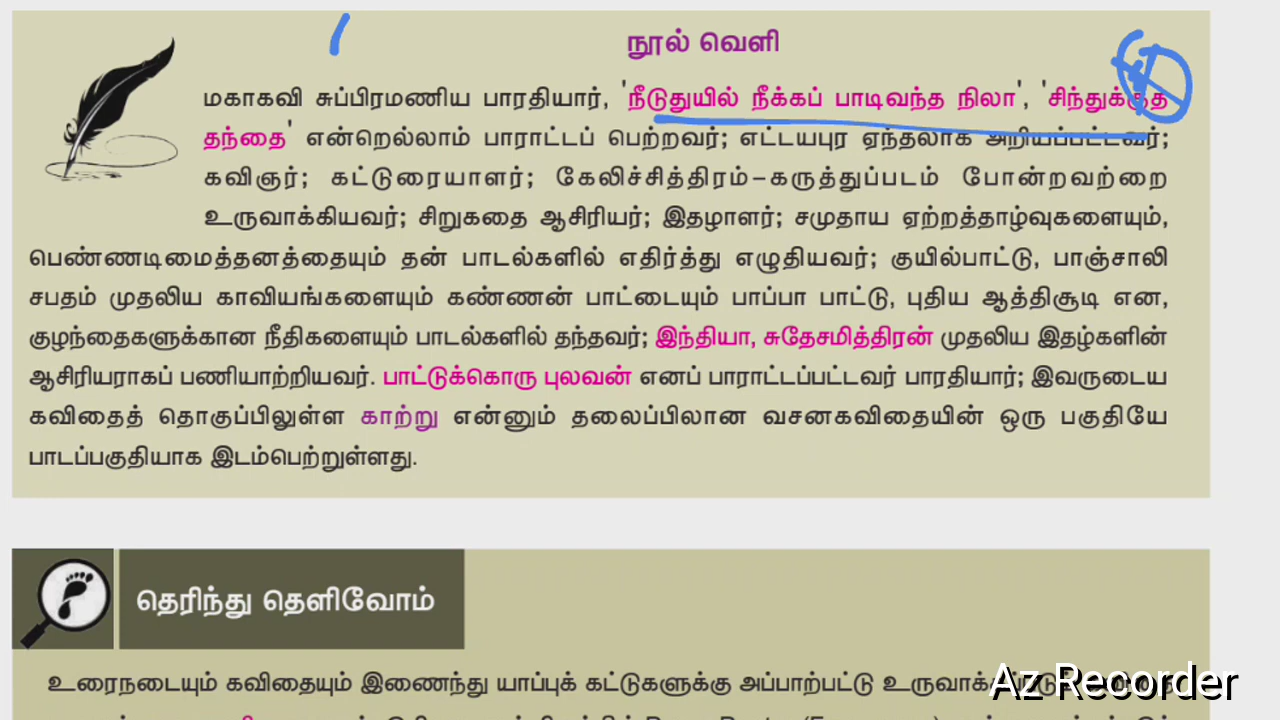 நூல் வெளி
மகாகவி சுப்பிரமணிய பாரதியார், 'நீடுதுயில் நீக்கப் பாடிவந்த நிலா', 'சிந்துக்குத்
தந்தை' என்றெல்லாம் பாராட்டப் பெற்றவர்; எட்டயபுர ஏந்தலாக அறியப்பட்டவர்;
கவிஞர்; கட்டுரையாளர்; கேலிச்சித்திரம்–கருத்துப்படம் போன்றவற்றை
உருவாக்கியவர்; சிறுகதை ஆசிரியர்; இதழாளர்; சமுதாய ஏற்றத்தாழ்வுகளையும்,
பெண்ணடிமைத்தனத்தையும் தன் பாடல்களில் எதிர்த்து எழுதியவர்; குயில்பாட்டு, பாஞ்சாலி
சபதம் முதலிய காவியங்களையும் கண்ணன் பாட்டையும் பாப்பா பாட்டு, புதிய ஆத்திசூடி என,
குழந்தைகளுக்கான நீதிகளையும் பாடல்களில் தந்தவர்; இந்தியா, சுதேசமித்திரன் முதலிய இதழ்களின்
ஆசிரியராகப் பணியாற்றியவர். பாட்டுக்கொரு புலவன் எனப் பாராட்டப்பட்டவர் பாரதியார்; இவருடைய
கவிதைத் தொகுப்பிலுள்ள காற்று என்னும் தலைப்பிலான வசனகவிதையின் ஒரு பகுதியே
பாடப்பகுதியாக இடம்பெற்றுள்ளது.
தெரிந்து தெளிவோம்
உரைநடையும் கவிதையும் இணைந்து யாப்புக் கட்டுகளுக்கு அப்பாற்பட்டு
Az Recorder